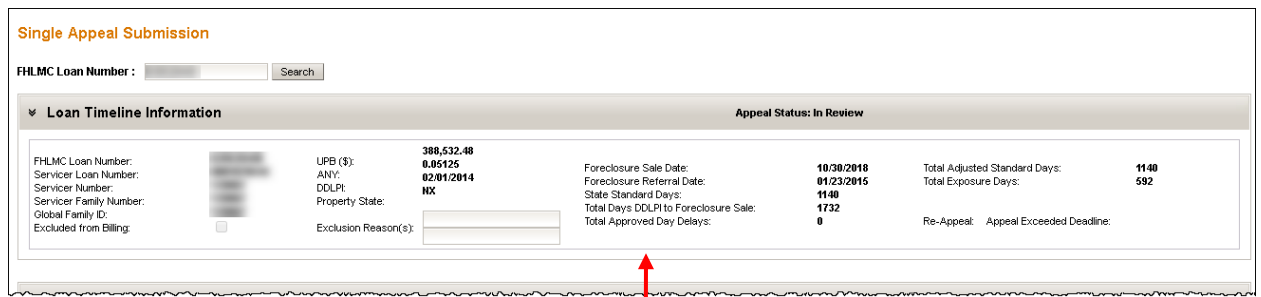 Single Appeal Submission
FHLMC Loan Number :
Search
Loan Timeline Information
Appeal Status: In Review
FHLMC Loan Number:
Servicer Loan Number:
Servicer Number:
Servicer Family Number:
Global Family ID:
Excluded from Billing:
UPB ($): 388,532.48
ANY: 0.05125
DDLPI: 02/01/2014
Property State: NX
Exclusion Reason(s):
Foreclosure Sale Date: 10/30/2018
Foreclosure Referral Date: 01/23/2015
State Standard Days: 1140
Total Days DDLPI to Foreclosure Sale: 1732
Total Approved Day Delays: 0
Total Adjusted Standard Days: 1140
Total Exposure Days: 592
Re-Appeal: Appeal Exceeded Deadline: